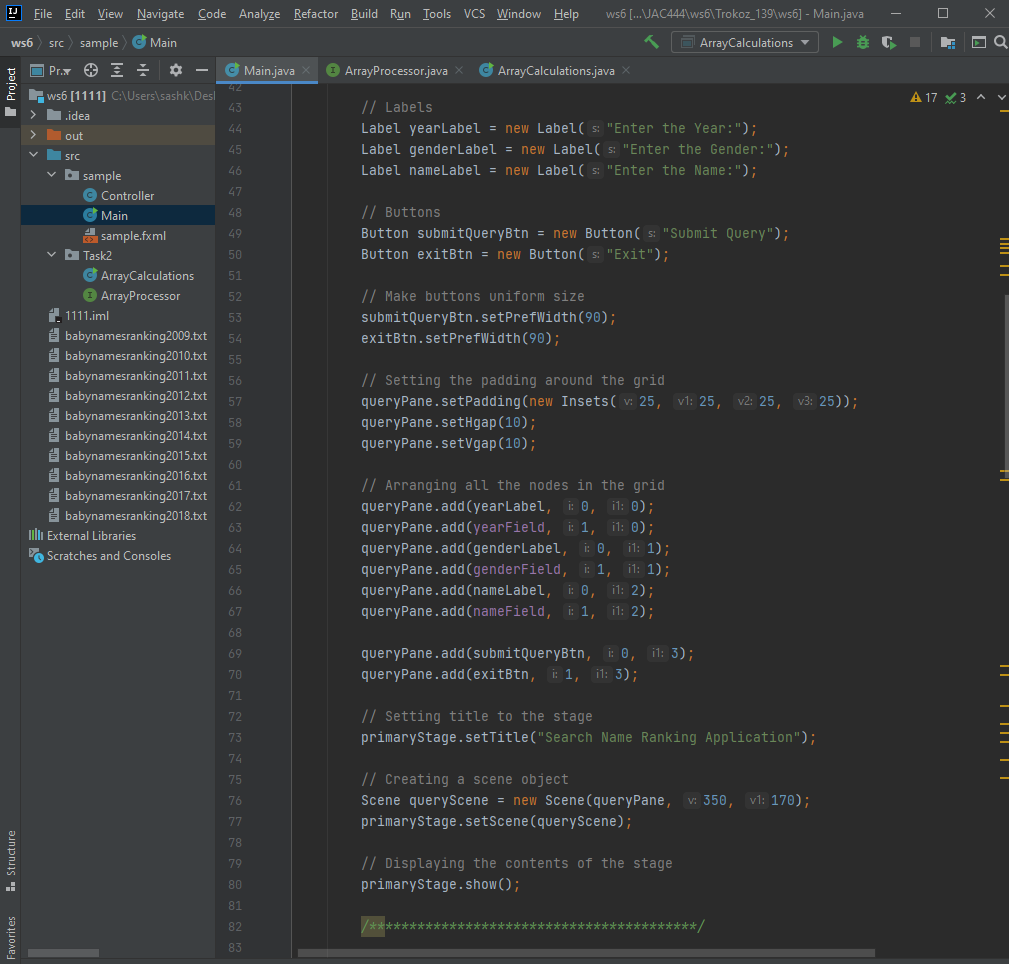 File Edit View Navigate Code Analyze Refactor Build Run Tools VCS Window Help ws6 [...\JAC444\ws6\Trokoz_139\ws6] - Main.java
ws6 src sample Main ArrayCalculations
Project
Pr... Main.java ArrayProcessor.java ArrayCalculations.java
ws6 [1111] C:\Users\sashk\Des
.idea
out
src
sample
Controller
Main
sample.fxml
Task2
ArrayCalculations
ArrayProcessor
1111.iml
babynamesranking2009.txt
babynamesranking2010.txt
babynamesranking2011.txt
babynamesranking2012.txt
babynamesranking2013.txt
babynamesranking2014.txt
babynamesranking2015.txt
babynamesranking2016.txt
babynamesranking2017.txt
babynamesranking2018.txt
External Libraries
Scratches and Consoles
Structure
Favorites
17 3
42
43 // Labels
44 Label yearLabel = new Label( s: "Enter the Year:");
45 Label genderLabel = new Label( s: "Enter the Gender:");
46 Label nameLabel = new Label( s: "Enter the Name:");
47
48 // Buttons
49 Button submitQueryBtn = new Button( s: "Submit Query");
50 Button exitBtn = new Button( s: "Exit");
51
52 // Make buttons uniform size
53 submitQueryBtn.setPrefWidth(90);
54 exitBtn.setPrefWidth(90);
55
56 // Setting the padding around the grid
57 queryPane.setPadding(new Insets( v: 25, v1: 25, v2: 25, v3: 25));
58 queryPane.setHgap(10);
59 queryPane.setVgap(10);
60
61 // Arranging all the nodes in the grid
62 queryPane.add(yearLabel, i: 0, i1: 0);
63 queryPane.add(yearField, i: 1, i1: 0);
64 queryPane.add(genderLabel, i: 0, i1: 1);
65 queryPane.add(genderField, i: 1, i1: 1);
66 queryPane.add(nameLabel, i: 0, i1: 2);
67 queryPane.add(nameField, i: 1, i1: 2);
68
69 queryPane.add(submitQueryBtn, i: 0, i1: 3);
70 queryPane.add(exitBtn, i: 1, i1: 3);
71
72 // Setting title to the stage
73 primaryStage.setTitle("Search Name Ranking Application");
74
75 // Creating a scene object
76 Scene queryScene = new Scene(queryPane, v: 350, v1: 170);
77 primaryStage.setScene(queryScene);
78
79 // Displaying the contents of the stage
80 primaryStage.show();
81
82 /*****************************************/
83